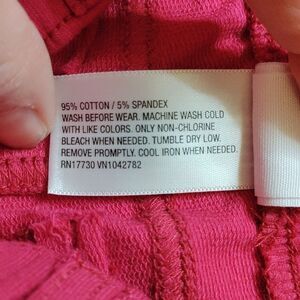 95% COTTON / 5% SPANDEX
WASH BEFORE WEAR. MACHINE WASH COLD
WITH LIKE COLORS. ONLY NON-CHLORINE
BLEACH WHEN NEEDED. TUMBLE DRY LOW.
REMOVE PROMPTLY. COOL IRON WHEN NEEDED.
RN17730 VN1042782